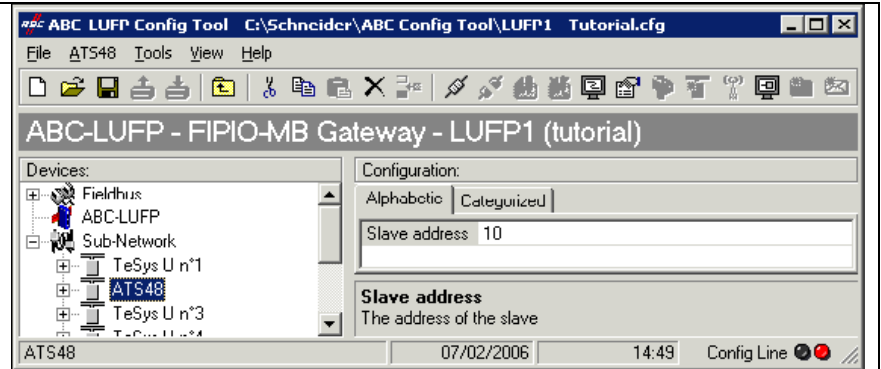 ABC LUFP Config Tool C:\Schneider\ABC Config Tool\LUFP1 Tutorial.cfg
File ATS48 Tools View Help
ABC-LUFP - FIPIO-MB Gateway - LUFP1 (tutorial)
Devices:
Fieldbus
ABC-LUFP
Sub-Network
TeSys U n°1
ATS48
TeSys U n°3
TeSys U n°4
Configuration:
Alphabetic Categorized
Slave address 10
Slave address
The address of the slave
ATS48 07/02/2006 14:49 Config Line